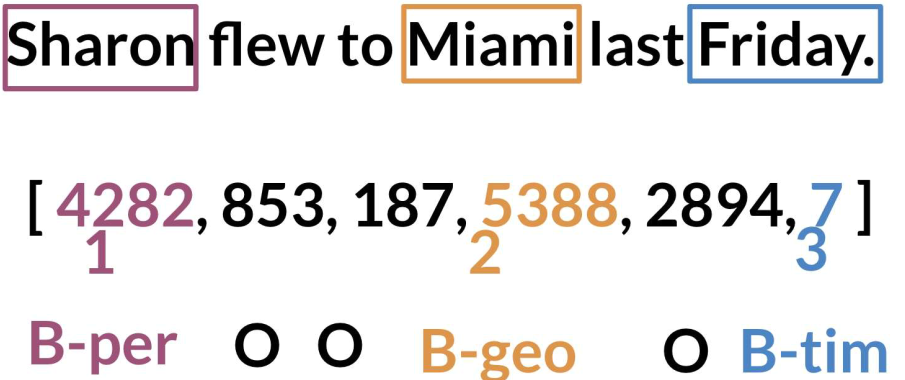 Sharon flew to Miami last Friday.
[ 4282, 853, 187, 5388, 2894, 7 ]
1 2 3
B-per O O B-geo O B-tim